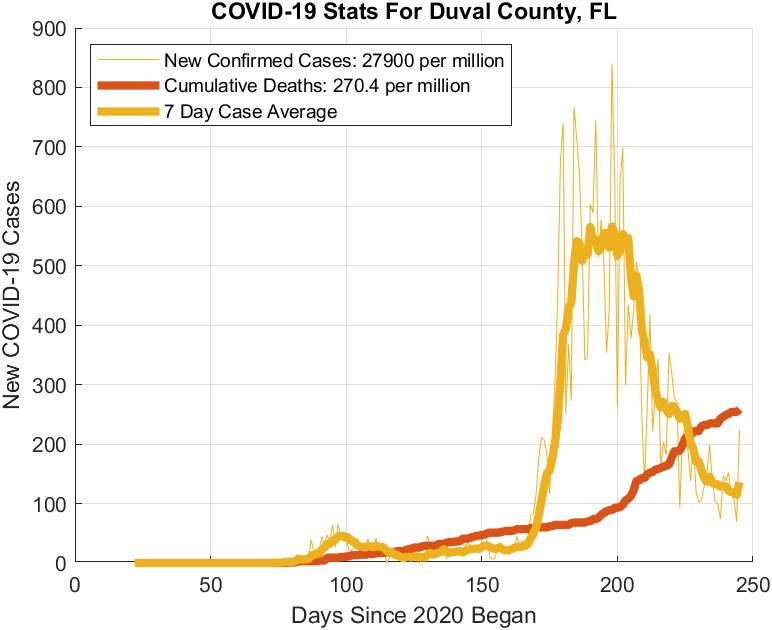 COVID-19 Stats For Duval County, FL
New Confirmed Cases: 27900 per million
Cumulative Deaths: 270.4 per million
7 Day Case Average
New COVID-19 Cases
900
800
700
600
500
400
300
200
100
0
0 50 100 150 200 250
Days Since 2020 Began